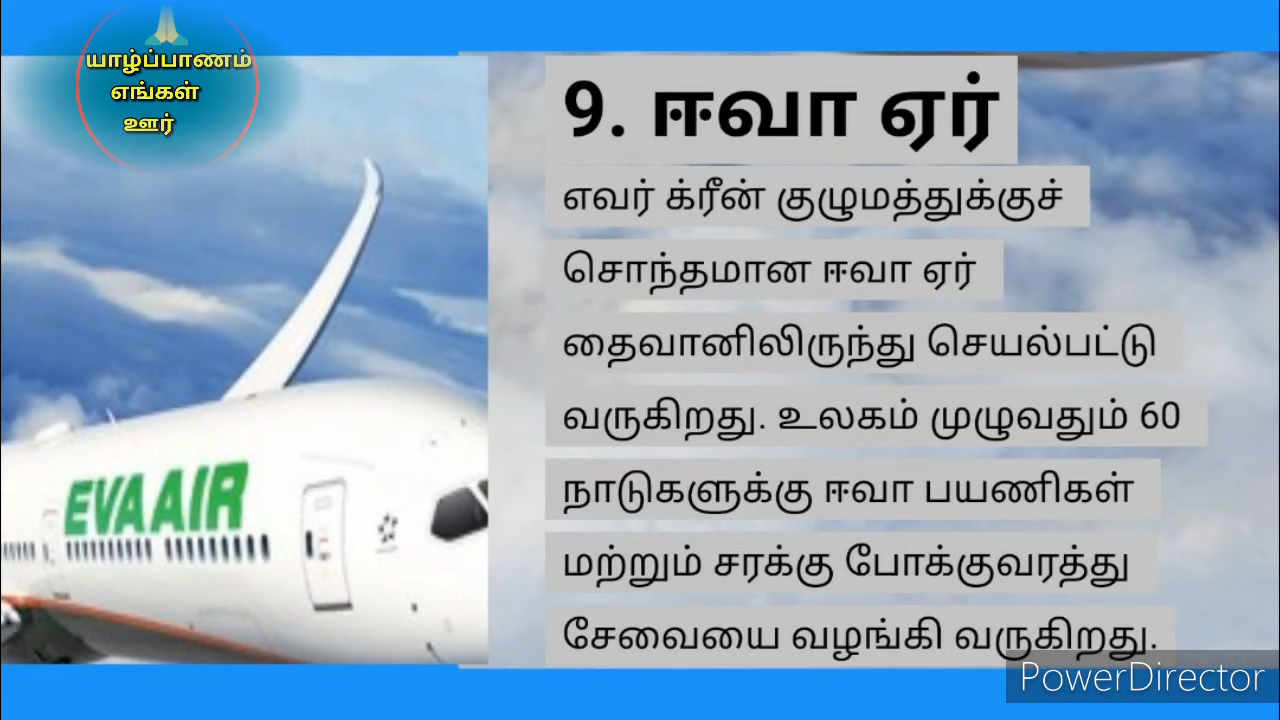 யாழ்ப்பாணம்
எங்கள்
ஊர்
9. ஈவா ஏர்
எவர் க்ரீன் குழுமத்துக்குச்
சொந்தமான ஈவா ஏர்
தைவானிலிருந்து செயல்பட்டு
வருகிறது. உலகம் முழுவதும் 60
நாடுகளுக்கு ஈவா பயணிகள்
மற்றும் சரக்கு போக்குவரத்து
சேவையை வழங்கி வருகிறது.
EVA AIR
PowerDirector